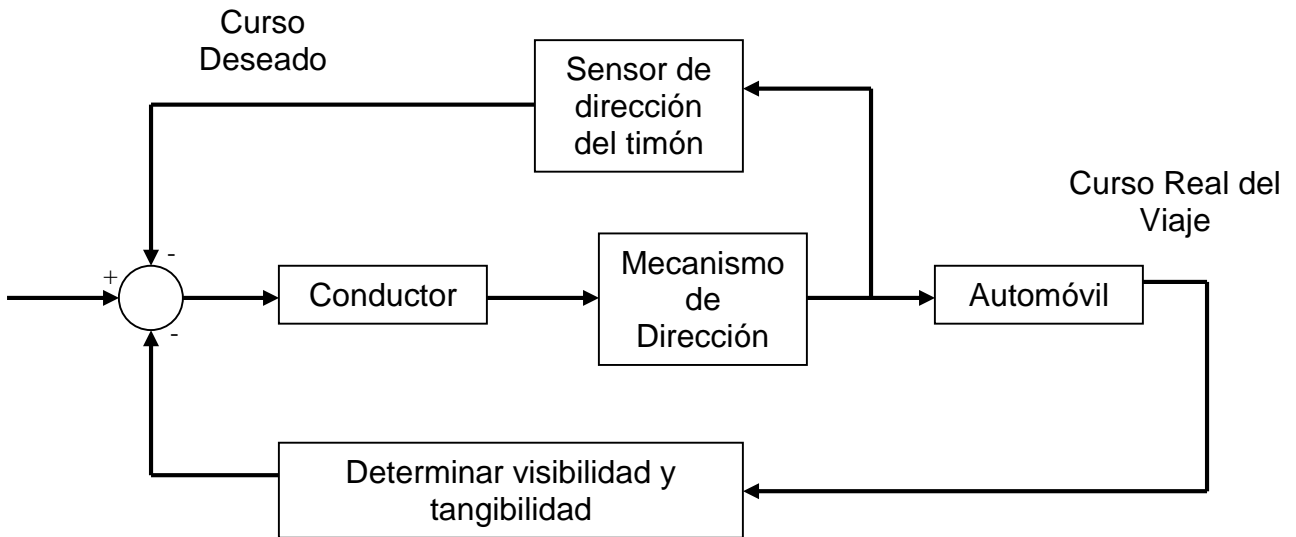 Curso
Deseado
Sensor de
dirección
del timón
Curso Real del
Viaje
-
+
Conductor
Mecanismo
de
Dirección
Automóvil
-
Determinar visibilidad y
tangibilidad